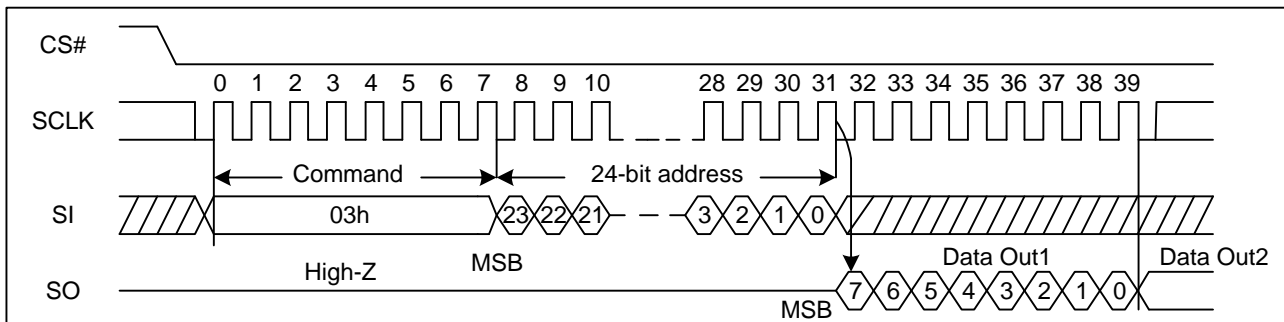 CS#
0 1 2 3 4 5 6 7 8 9 10 28 29 30 31 32 33 34 35 36 37 38 39
SCLK
Command 24-bit address
SI 03h 23 22 21 3 2 1 0
High-Z MSB Data Out1 Data Out2
SO MSB 7 6 5 4 3 2 1 0